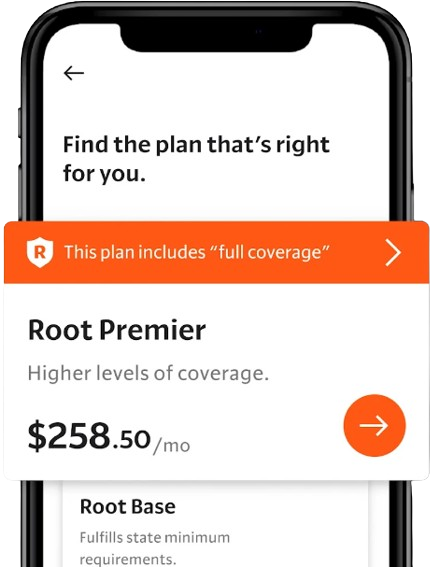 Find the plan that's right
for you.
R This plan includes “full coverage”
Root Premier
Higher levels of coverage.
$258.50/mo
Root Base
Fulfills state minimum
requirements.